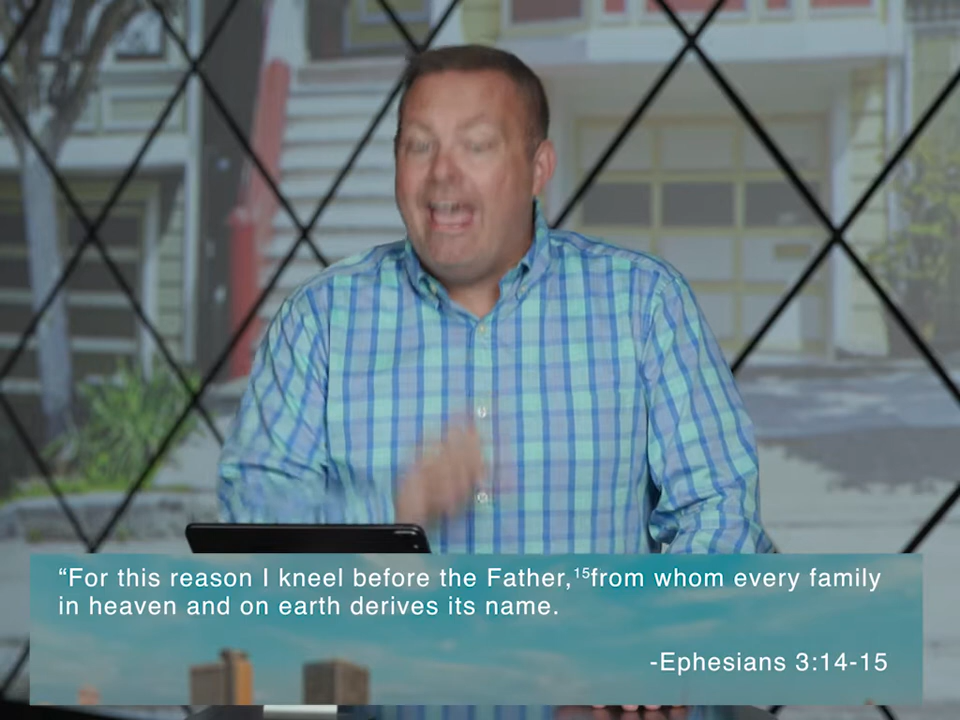 “For this reason I kneel before the Father,¹⁵from whom every family
in heaven and on earth derives its name.
-Ephesians 3:14-15